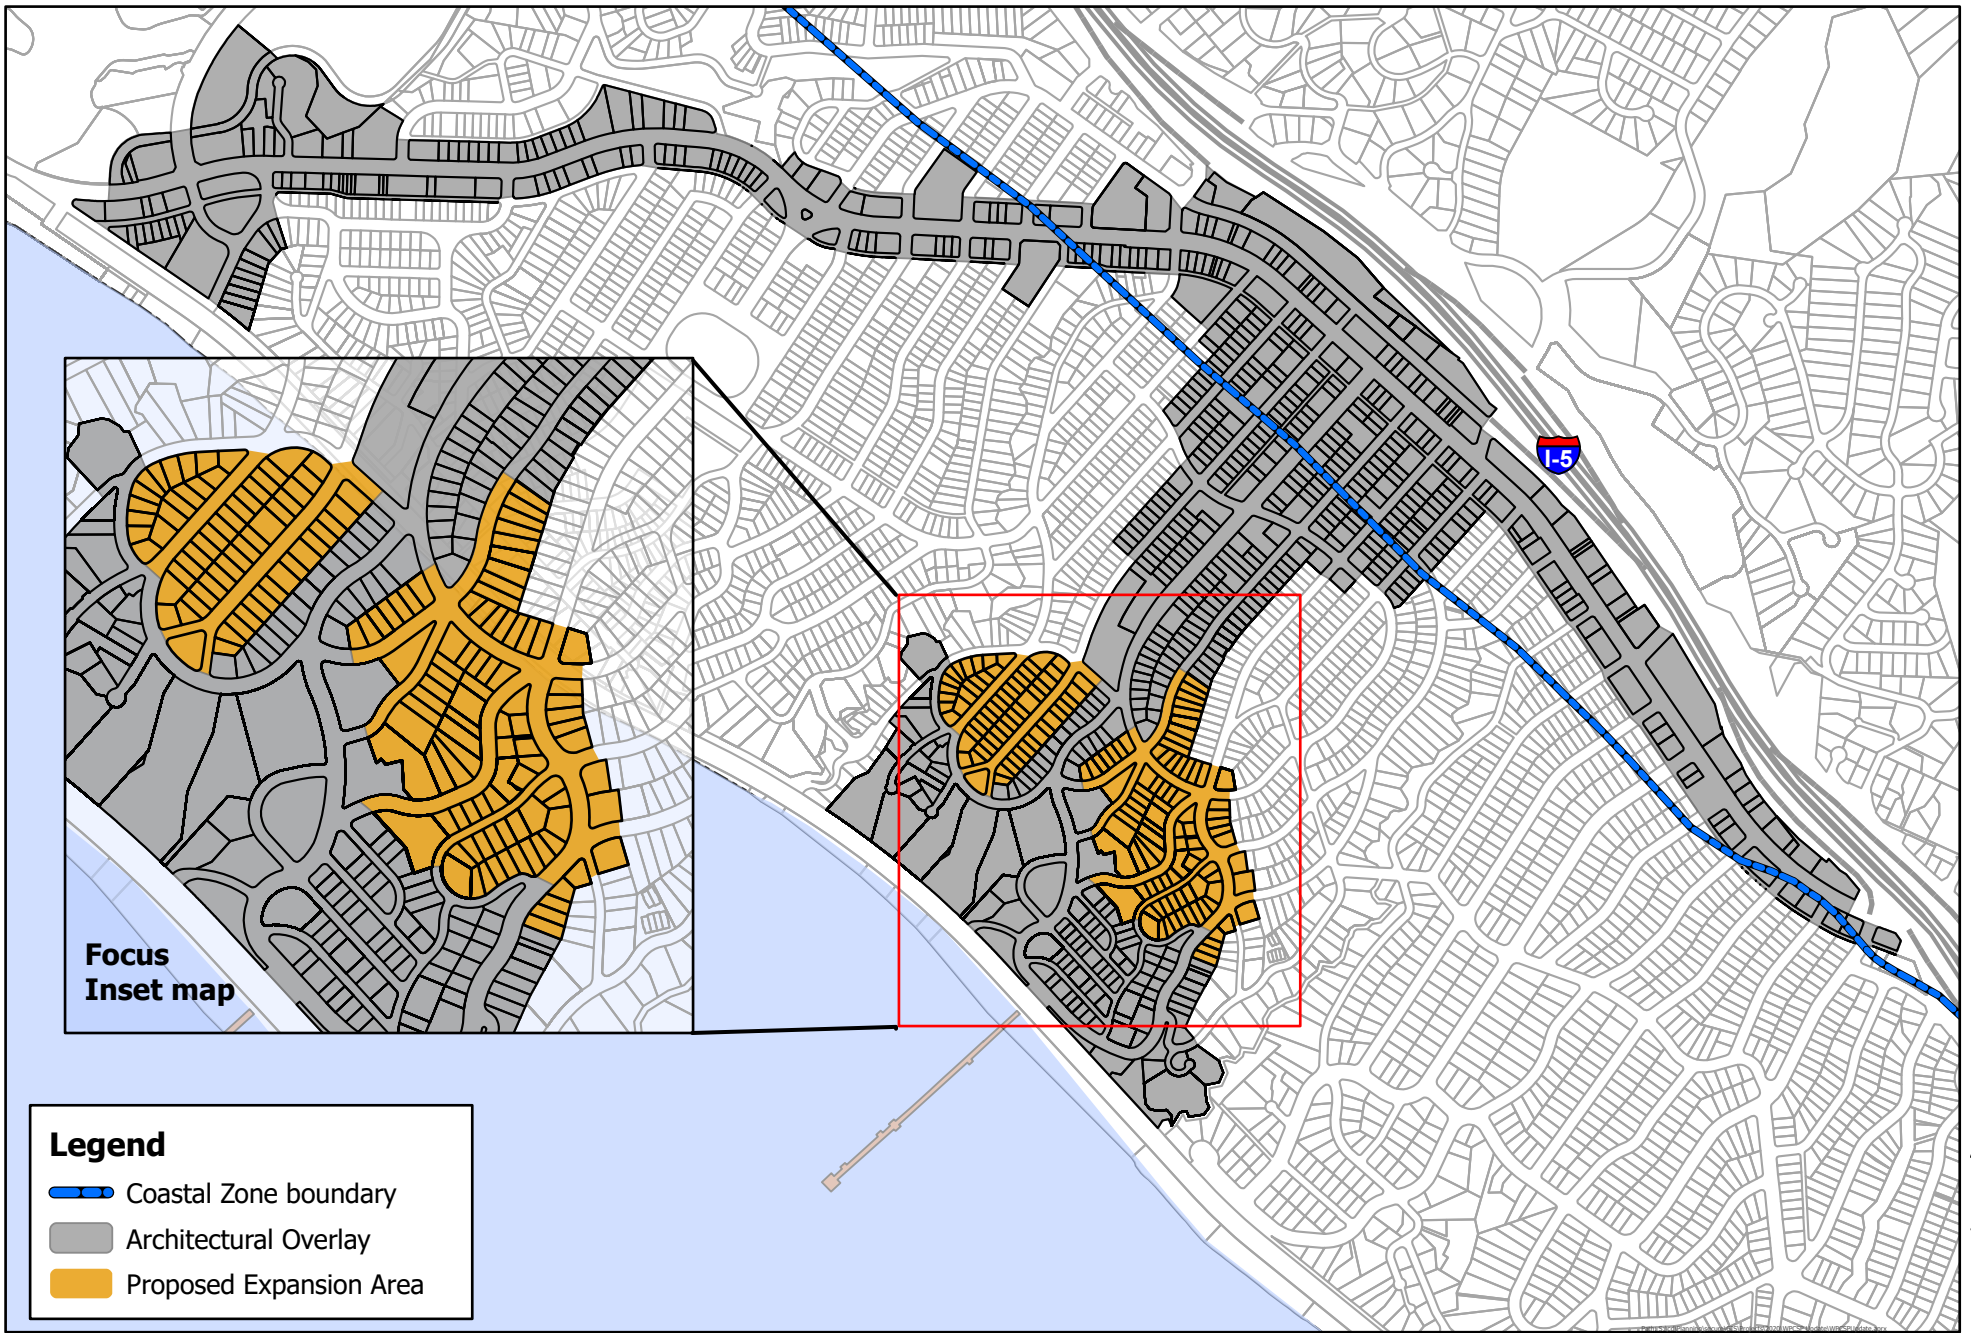 I-5
Focus
Inset map
Legend
Coastal Zone boundary
Architectural Overlay
Proposed Expansion Area